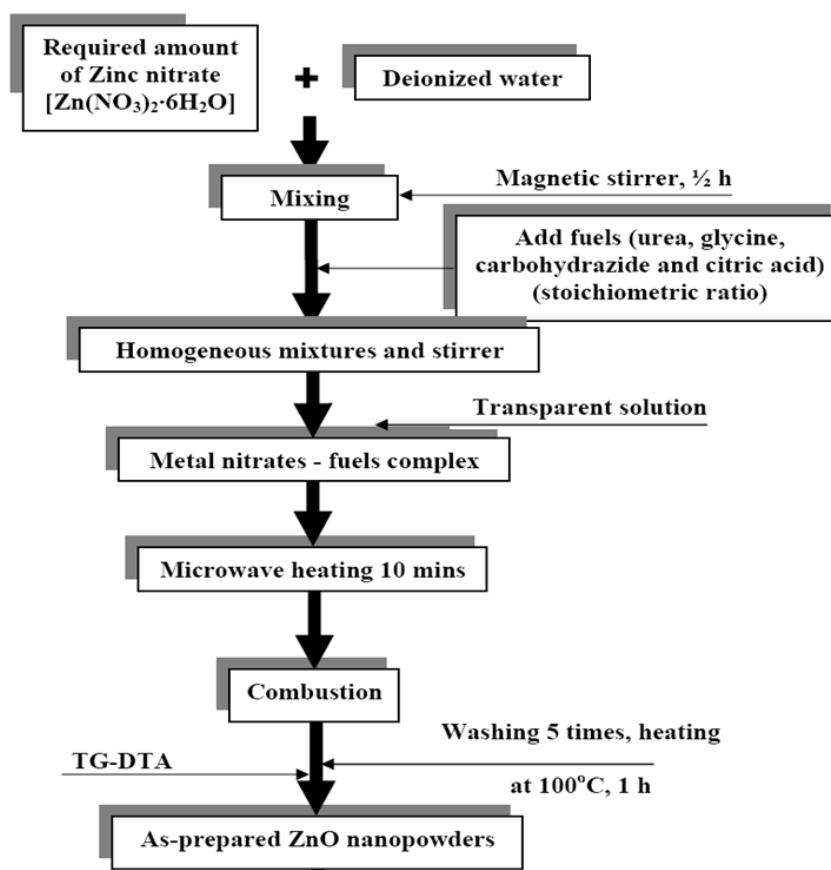 Required amount
of Zinc nitrate
[Zn(NO₃)₂·6H₂O]
+
Deionized water
Mixing
Magnetic stirrer, ½ h
Add fuels (urea, glycine,
carbohydrazide and citric acid)
(stoichiometric ratio)
Homogeneous mixtures and stirrer
Transparent solution
Metal nitrates - fuels complex
Microwave heating 10 mins
Combustion
Washing 5 times, heating
TG-DTA
at 100°C, 1 h
As-prepared ZnO nanopowders